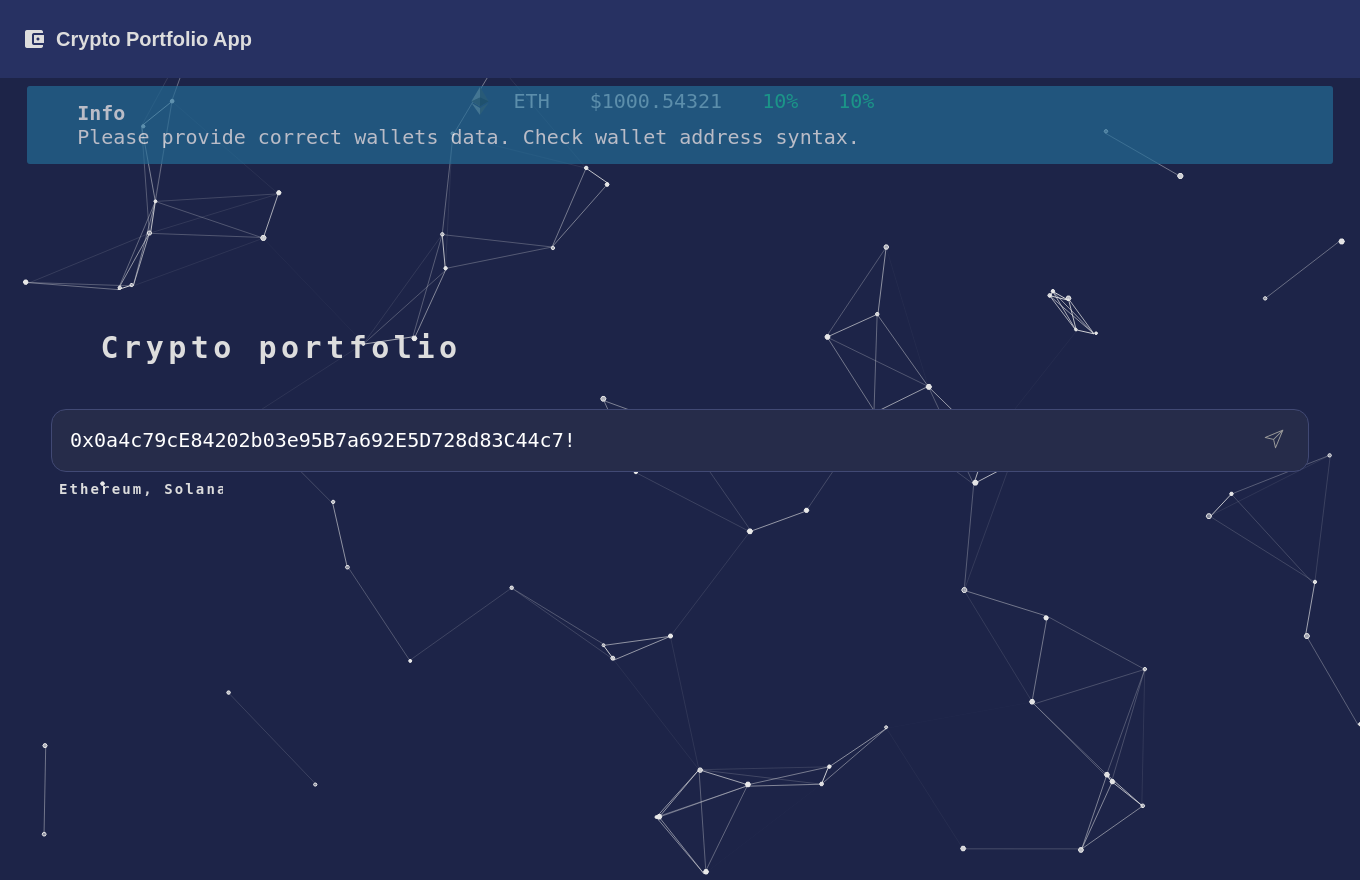 Crypto Portfolio App
ETH $1000.54321 10% 10%
Info
Please provide correct wallets data. Check wallet address syntax.
Crypto portfolio
0x0a4c79cE84202b03e95B7a692E5D728d83C44c7!
Ethereum, Solana